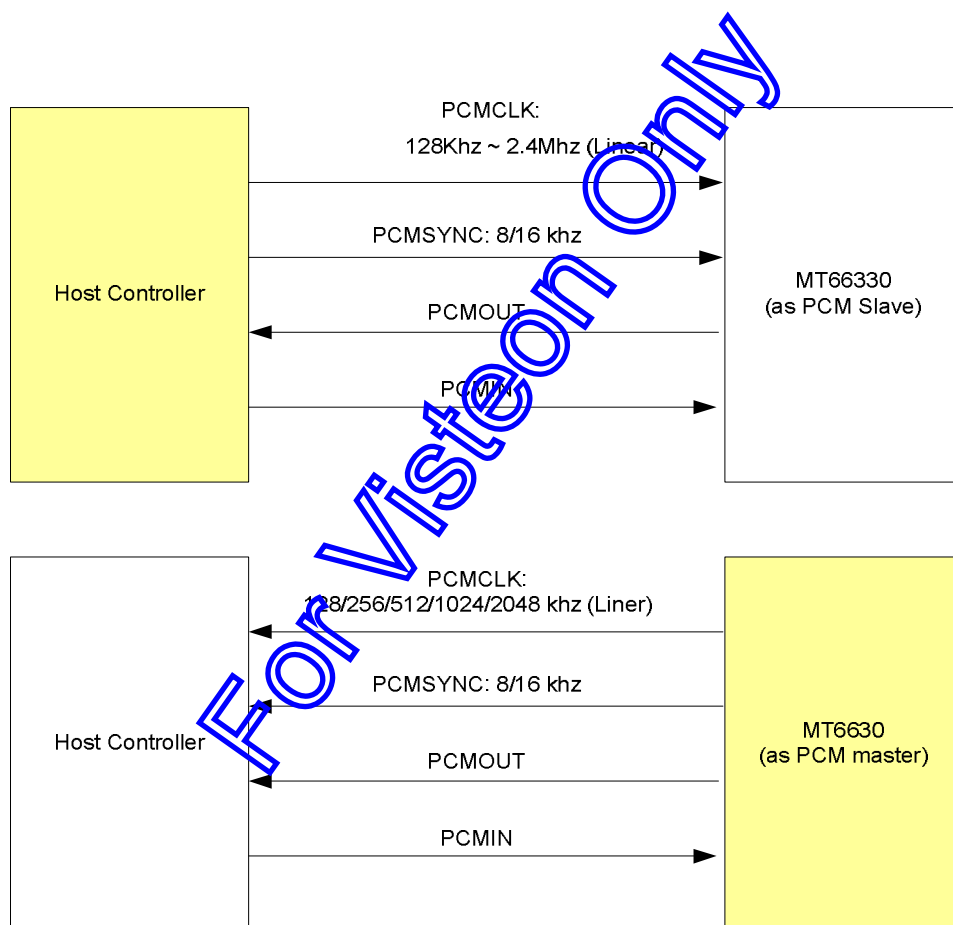 PCMCLK:
128Khz ~ 2.4Mhz (Linear)
PCMSYNC: 8/16 khz
Host Controller
MT66330
(as PCM Slave)
PCMOUT
PCMIN
PCMCLK:
128/256/512/1024/2048 khz (Liner)
PCMSYNC: 8/16 khz
Host Controller
MT6630
(as PCM master)
PCMOUT
PCMIN
For Visteon Only